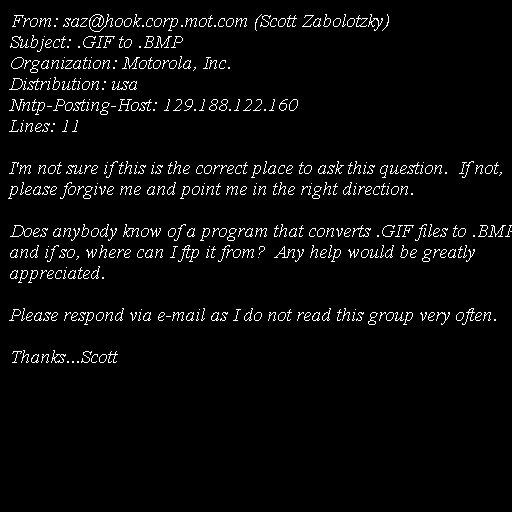 From: saz@hook.corp.mot.com (Scott Zabolotzky)
Subject: .GIF to .BMP
Organization: Motorola, Inc.
Distribution: usa
Nntp-Posting-Host: 129.188.122.160
Lines: 11

I'm not sure if this is the correct place to ask this question.  If not,
please forgive me and point me in the right direction.

Does anybody know of a program that converts .GIF files to .BMP
and if so, where can I ftp it from?  Any help would be greatly
appreciated.

Please respond via e-mail as I do not read this group very often.

Thanks...Scott